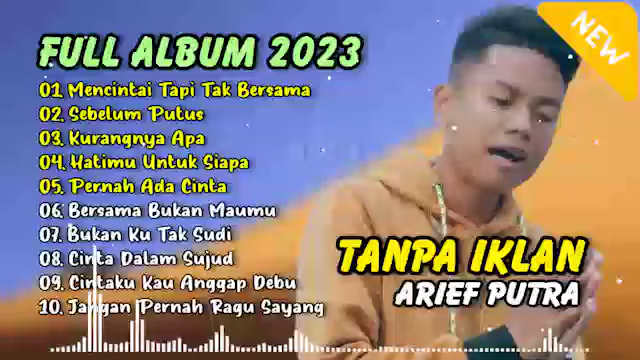 FULL ALBUM 2023
NEW
01. Mencintai Tapi Tak Bersama
02. Sebelum Putus
03. Kurangnya Apa
04. Hatimu Untuk Siapa
05. Pernah Ada Cinta
06. Bersama Bukan Maumu
07. Bukan Ku Tak Sudi
08. Cinta Dalam Sujud
09. Cintaku Kau Anggap Debu
10. Jangan Pernah Ragu Sayang
TANPA IKLAN
ARIEF PUTRA